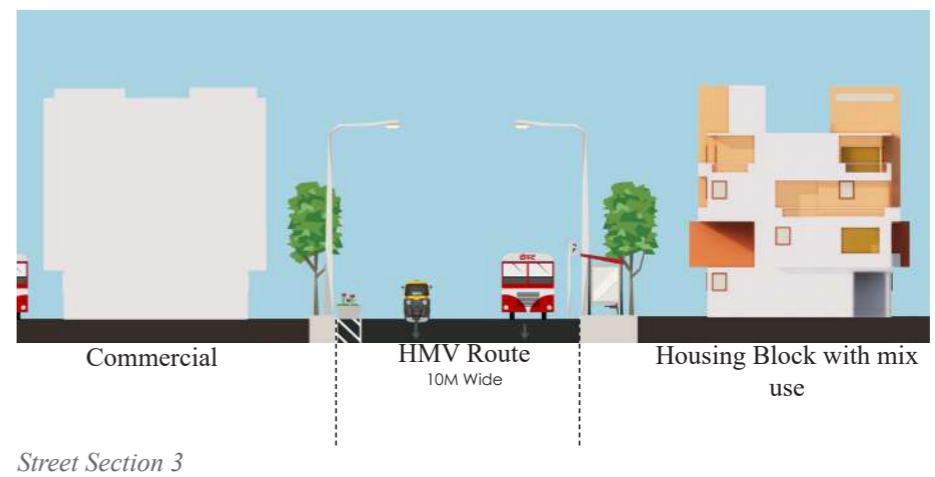 Commercial
HMV Route
10M Wide
Housing Block with mix
use
Street Section 3